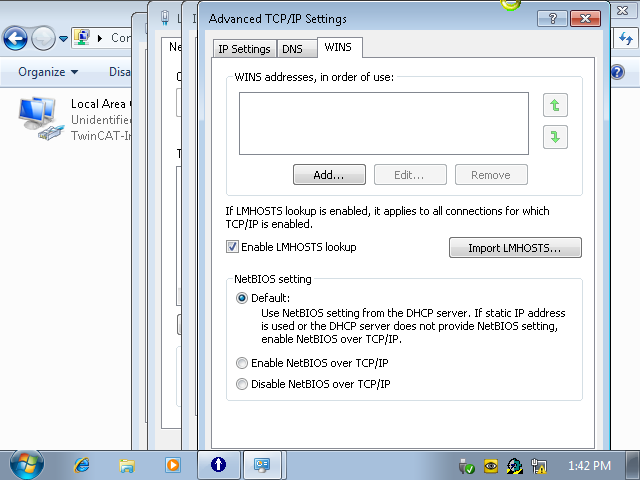 Advanced TCP/IP Settings
Organize
Local Area
Unidentified
IP Settings
DNS
WINS
WINS addresses, in order of use:
Add...
Edit...
Remove
If LMHOSTS lookup is enabled, it applies to all connections for which
TCP/IP is enabled.
Enable LMHOSTS lookup
Import LMHOSTS...
NetBIOS setting
Default:
Use NetBIOS setting from the DHCP server. If static IP address
is used or the DHCP server does not provide NetBIOS setting,
enable NetBIOS over TCP/IP.
Enable NetBIOS over TCP/IP
Disable NetBIOS over TCP/IP
1:42 PM